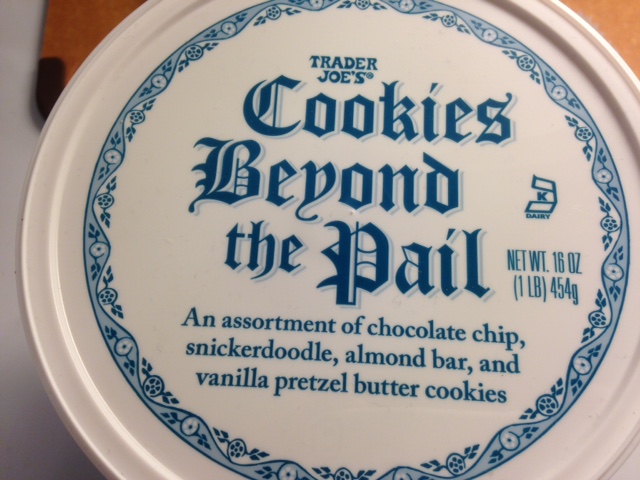 TRADER
JOE'S®
Cookies
Beyond
the Pail
K
DAIRY
NET WT. 16 OZ
(1 LB) 454g
An assortment of chocolate chip,
snickerdoodle, almond bar, and
vanilla pretzel butter cookies